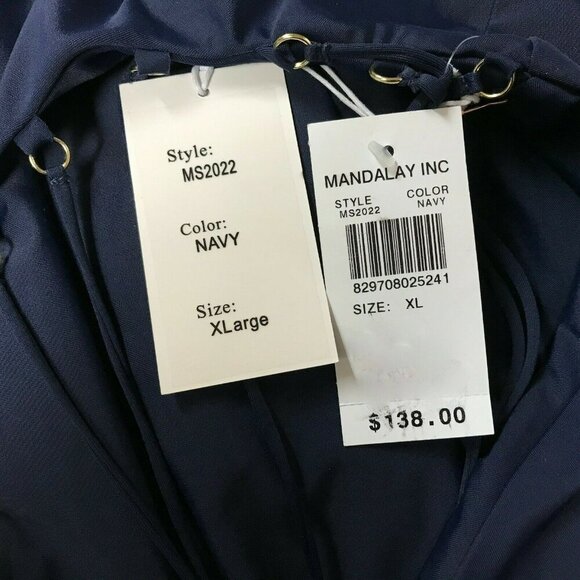 Style:
MS2022
Color:
NAVY
Size:
XLarge
MANDALAY INC
STYLE COLOR
MS2022 NAVY
829708025241
SIZE: XL
$138.00